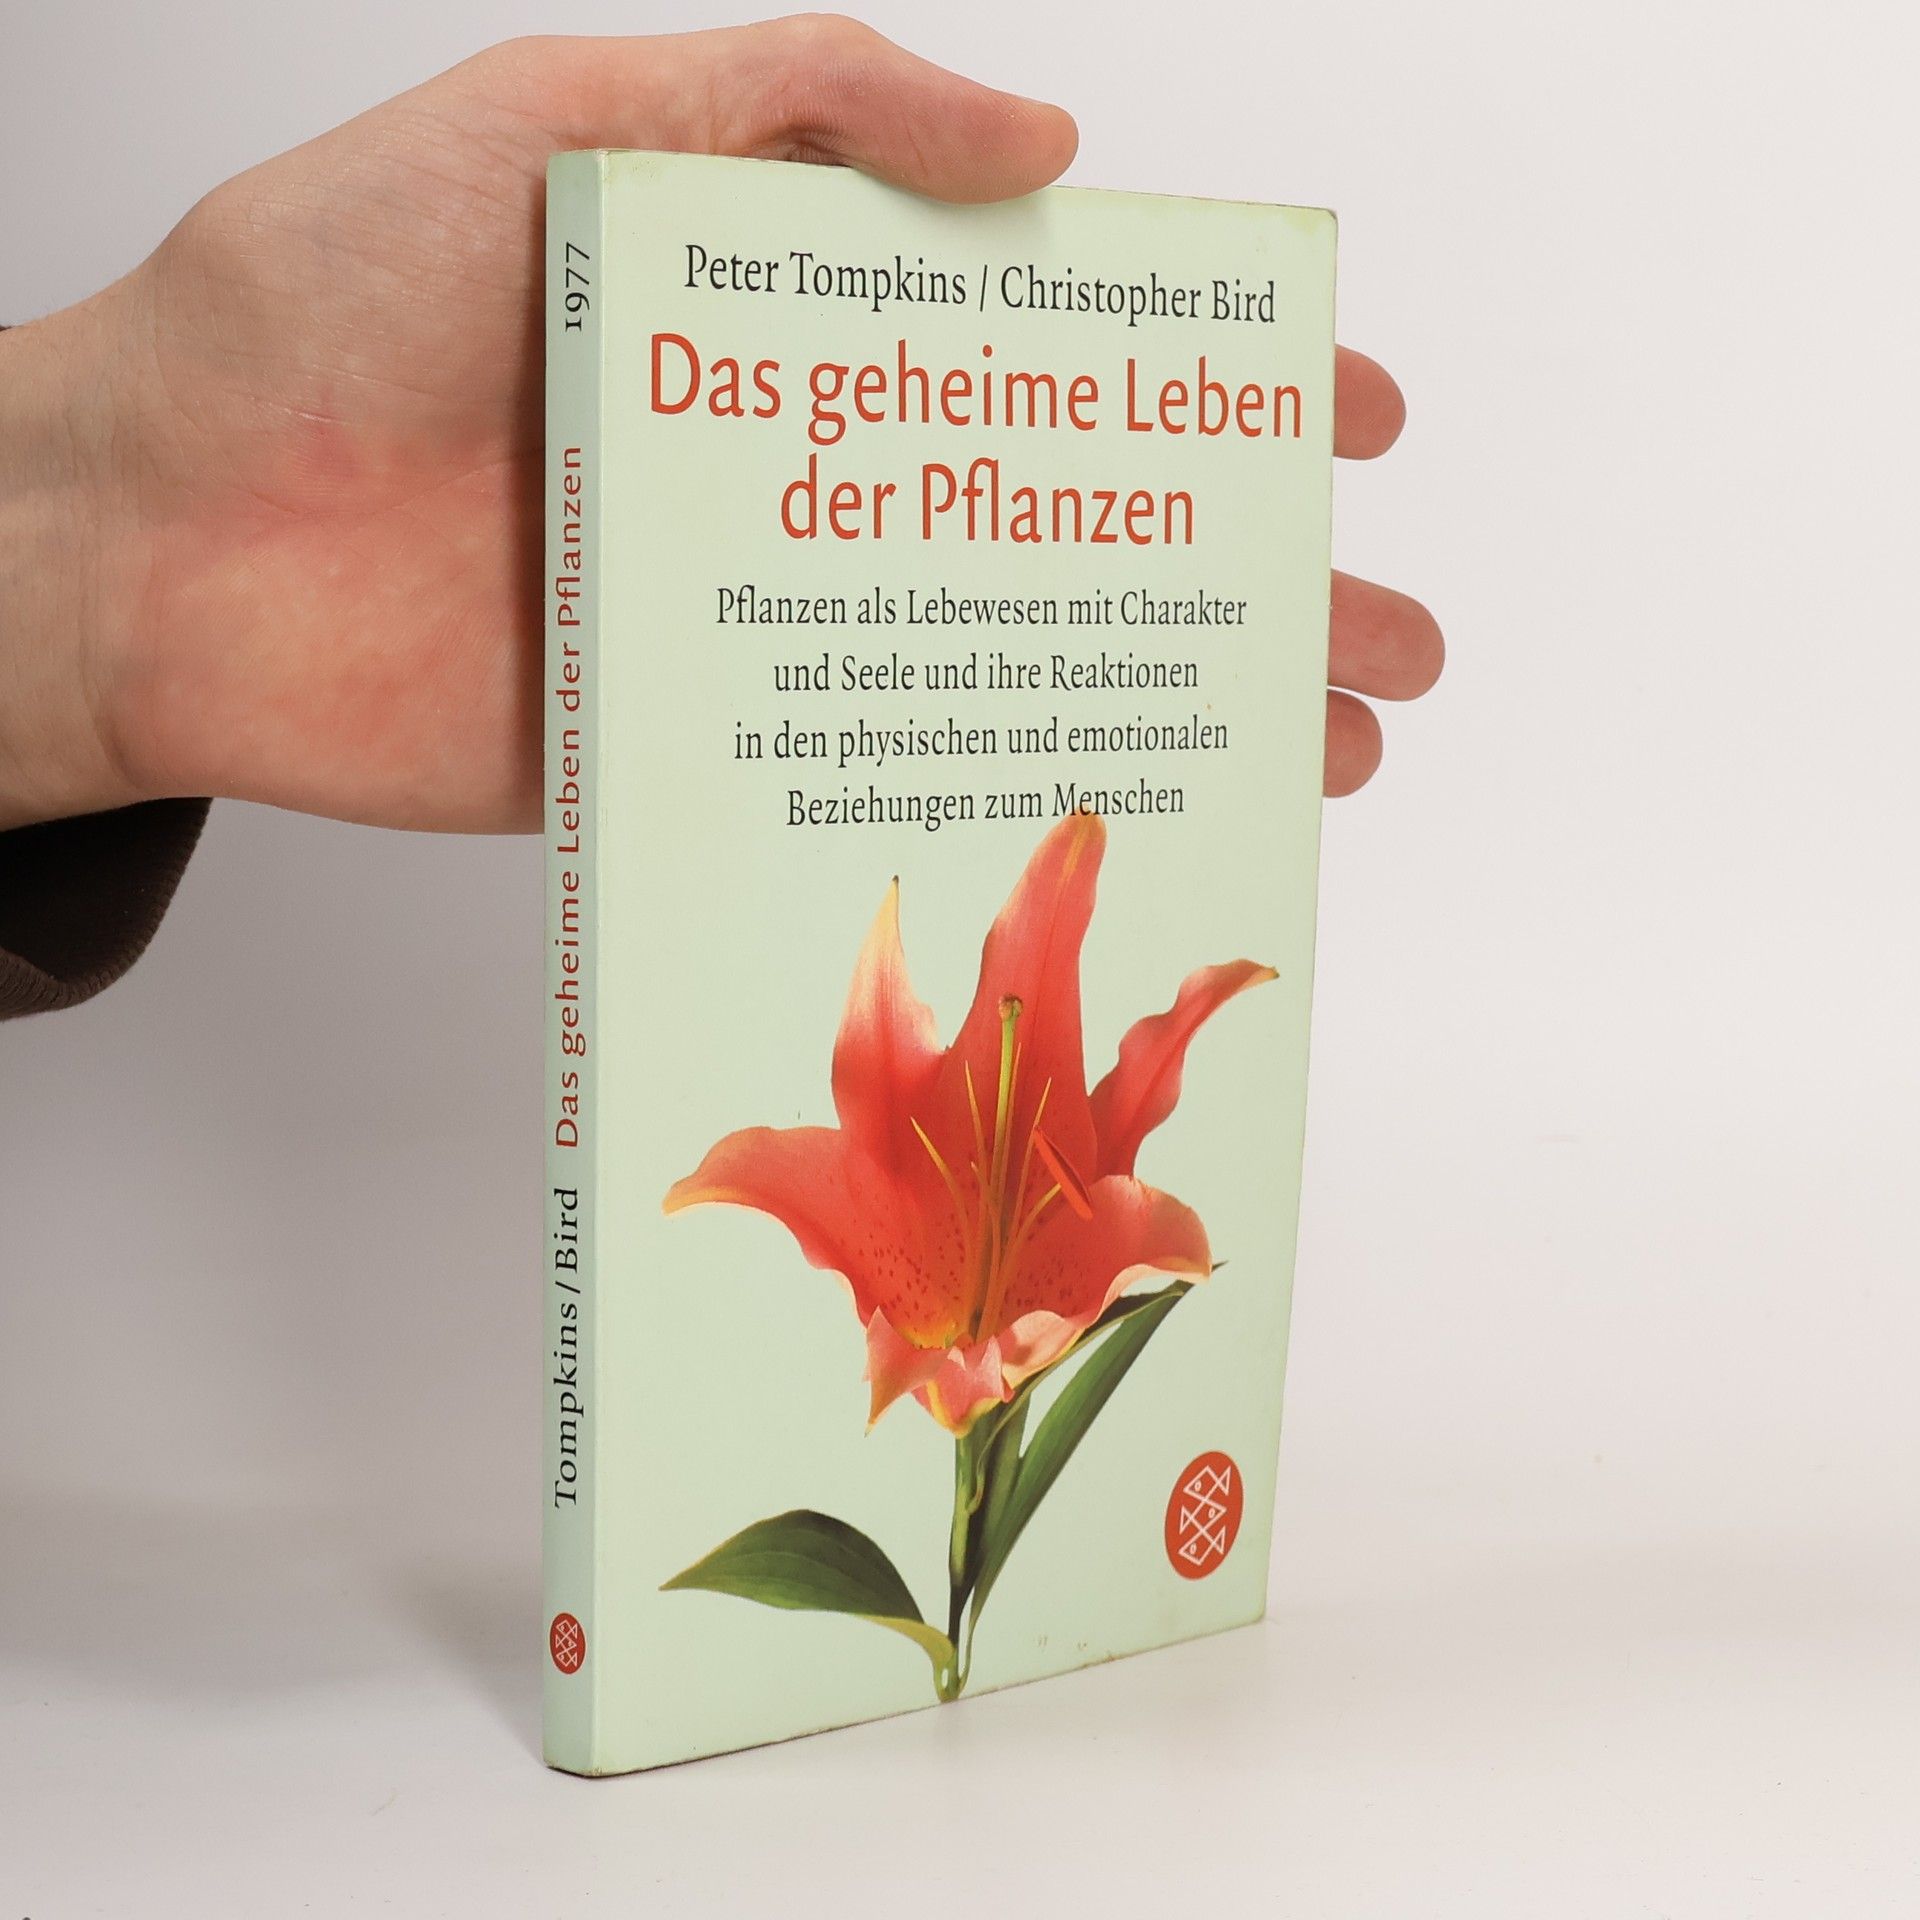 Peter Tompkins / Christopher Bird
Das geheime Leben
der Pflanzen
Pflanzen als Lebewesen mit Charakter
und Seele und ihre Reaktionen
in den physischen und emotionalen
Beziehungen zum Menschen
Tompkins / Bird Das geheime Leben der Pflanzen 1977